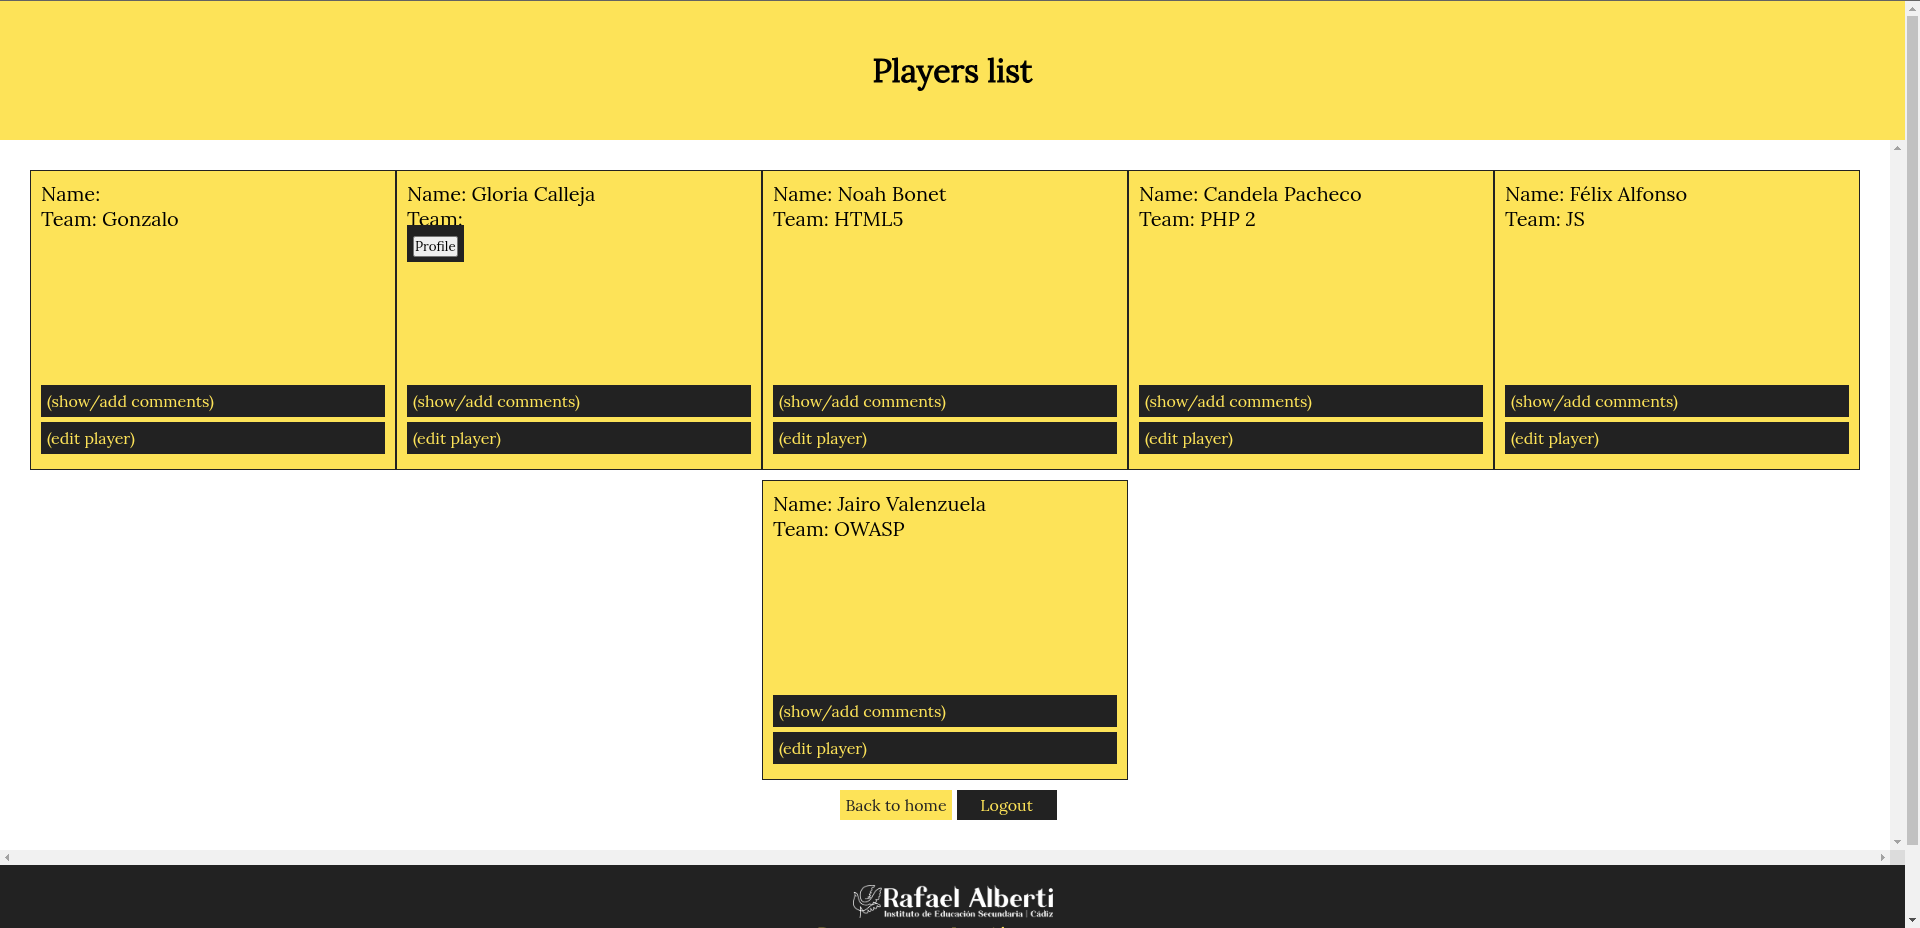 Players list
Name:
Team: Gonzalo
(show/add comments)
(edit player)
Name: Gloria Calleja
Team:
Profile
(show/add comments)
(edit player)
Name: Noah Bonet
Team: HTML5
(show/add comments)
(edit player)
Name: Candela Pacheco
Team: PHP 2
(show/add comments)
(edit player)
Name: Félix Alfonso
Team: JS
(show/add comments)
(edit player)
Name: Jairo Valenzuela
Team: OWASP
(show/add comments)
(edit player)
Back to home
Logout
Rafael Alberti
Instituto de Educación Secundaria | Cádiz